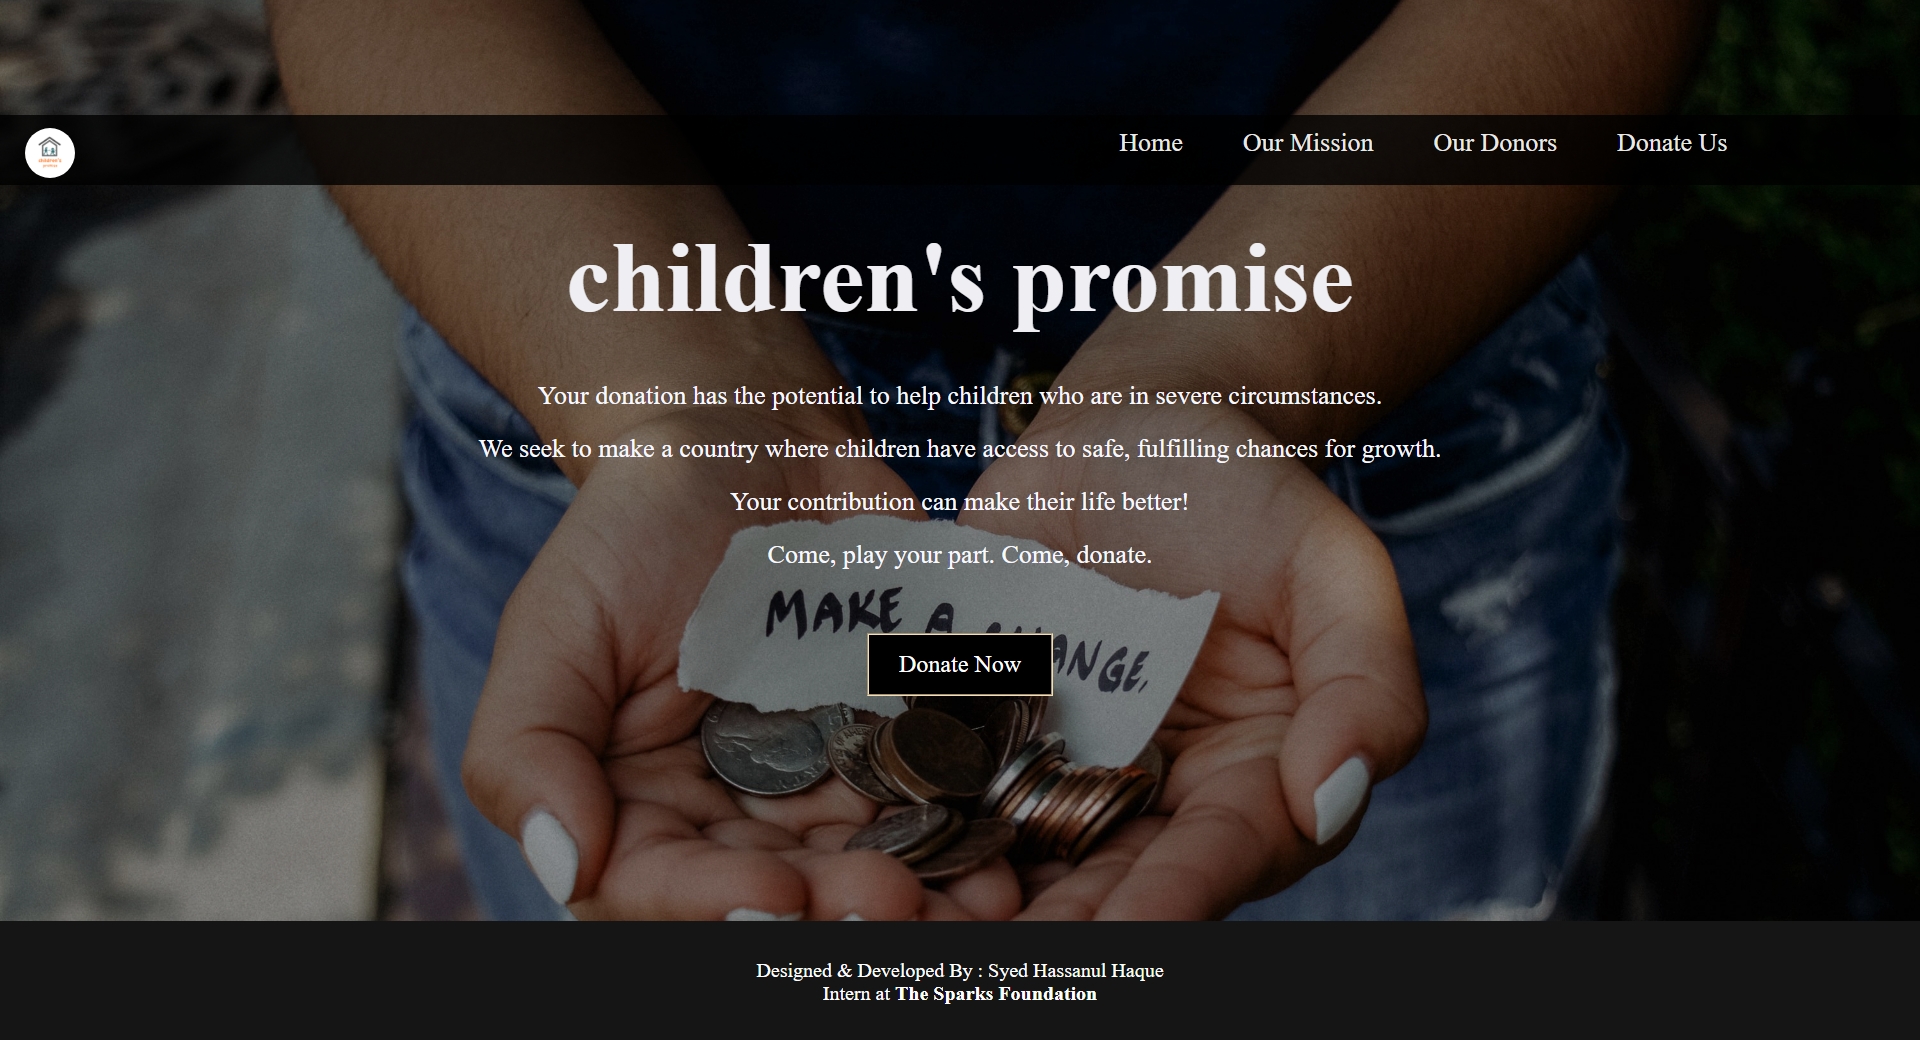 children's
promise
Home Our Mission Our Donors Donate Us
children's promise
Your donation has the potential to help children who are in severe circumstances.
We seek to make a country where children have access to safe, fulfilling chances for growth.
Your contribution can make their life better!
Come, play your part. Come, donate.
MAKE A CHANGE.
Donate Now
Designed & Developed By : Syed Hassanul Haque
Intern at The Sparks Foundation